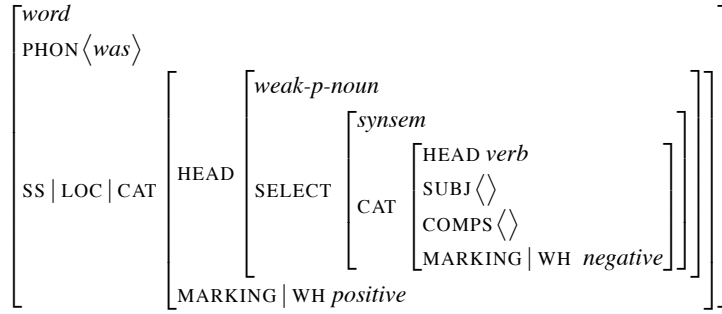 word
PHON ⟨was⟩
weak-p-noun
synsem
HEAD verb
SUBJ ⟨⟩
COMPS ⟨⟩
MARKING | WH negative
CAT
SELECT
HEAD
SS | LOC | CAT
MARKING | WH positive